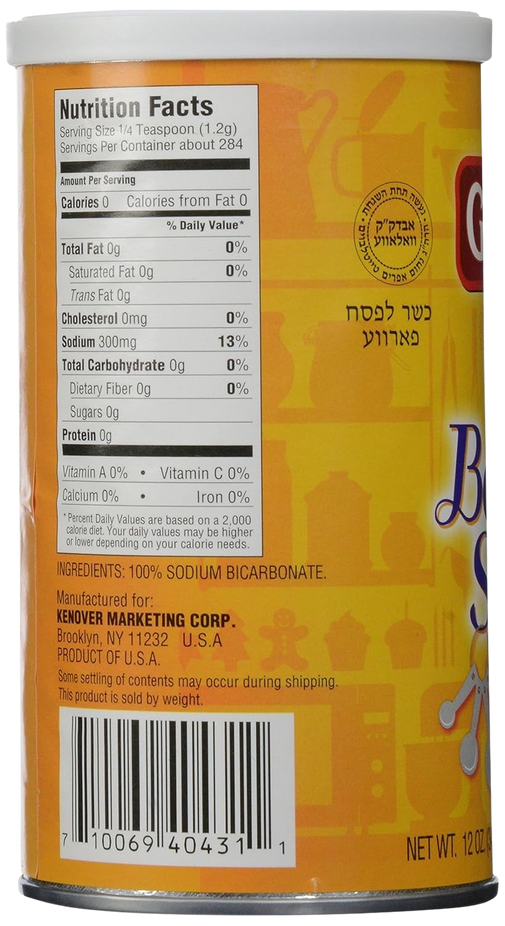 Nutrition Facts
Serving Size 1/4 Teaspoon (1.2g)
Servings Per Container about 284
Amount Per Serving
Calories 0 Calories from Fat 0
% Daily Value*
Total Fat 0g 0%
Saturated Fat 0g 0%
Trans Fat 0g
Cholesterol 0mg 0%
Sodium 300mg 13%
Total Carbohydrate 0g 0%
Dietary Fiber 0g 0%
Sugars 0g
Protein 0g
Vitamin A 0% • Vitamin C 0%
Calcium 0% • Iron 0%
* Percent Daily Values are based on a 2,000
calorie diet. Your daily values may be higher
or lower depending on your calorie needs.
INGREDIENTS: 100% SODIUM BICARBONATE.
Manufactured for:
KENOVER MARKETING CORP.
Brooklyn, NY 11232 U.S.A
PRODUCT OF U.S.A.
Some settling of contents may occur during shipping.
This product is sold by weight.
7 10069 40431 1
נעשה תחת השגחת
אבדק״ק
וואלאווע
כשר לפסח
פארווע
G
B
S
NET WT. 12 OZ